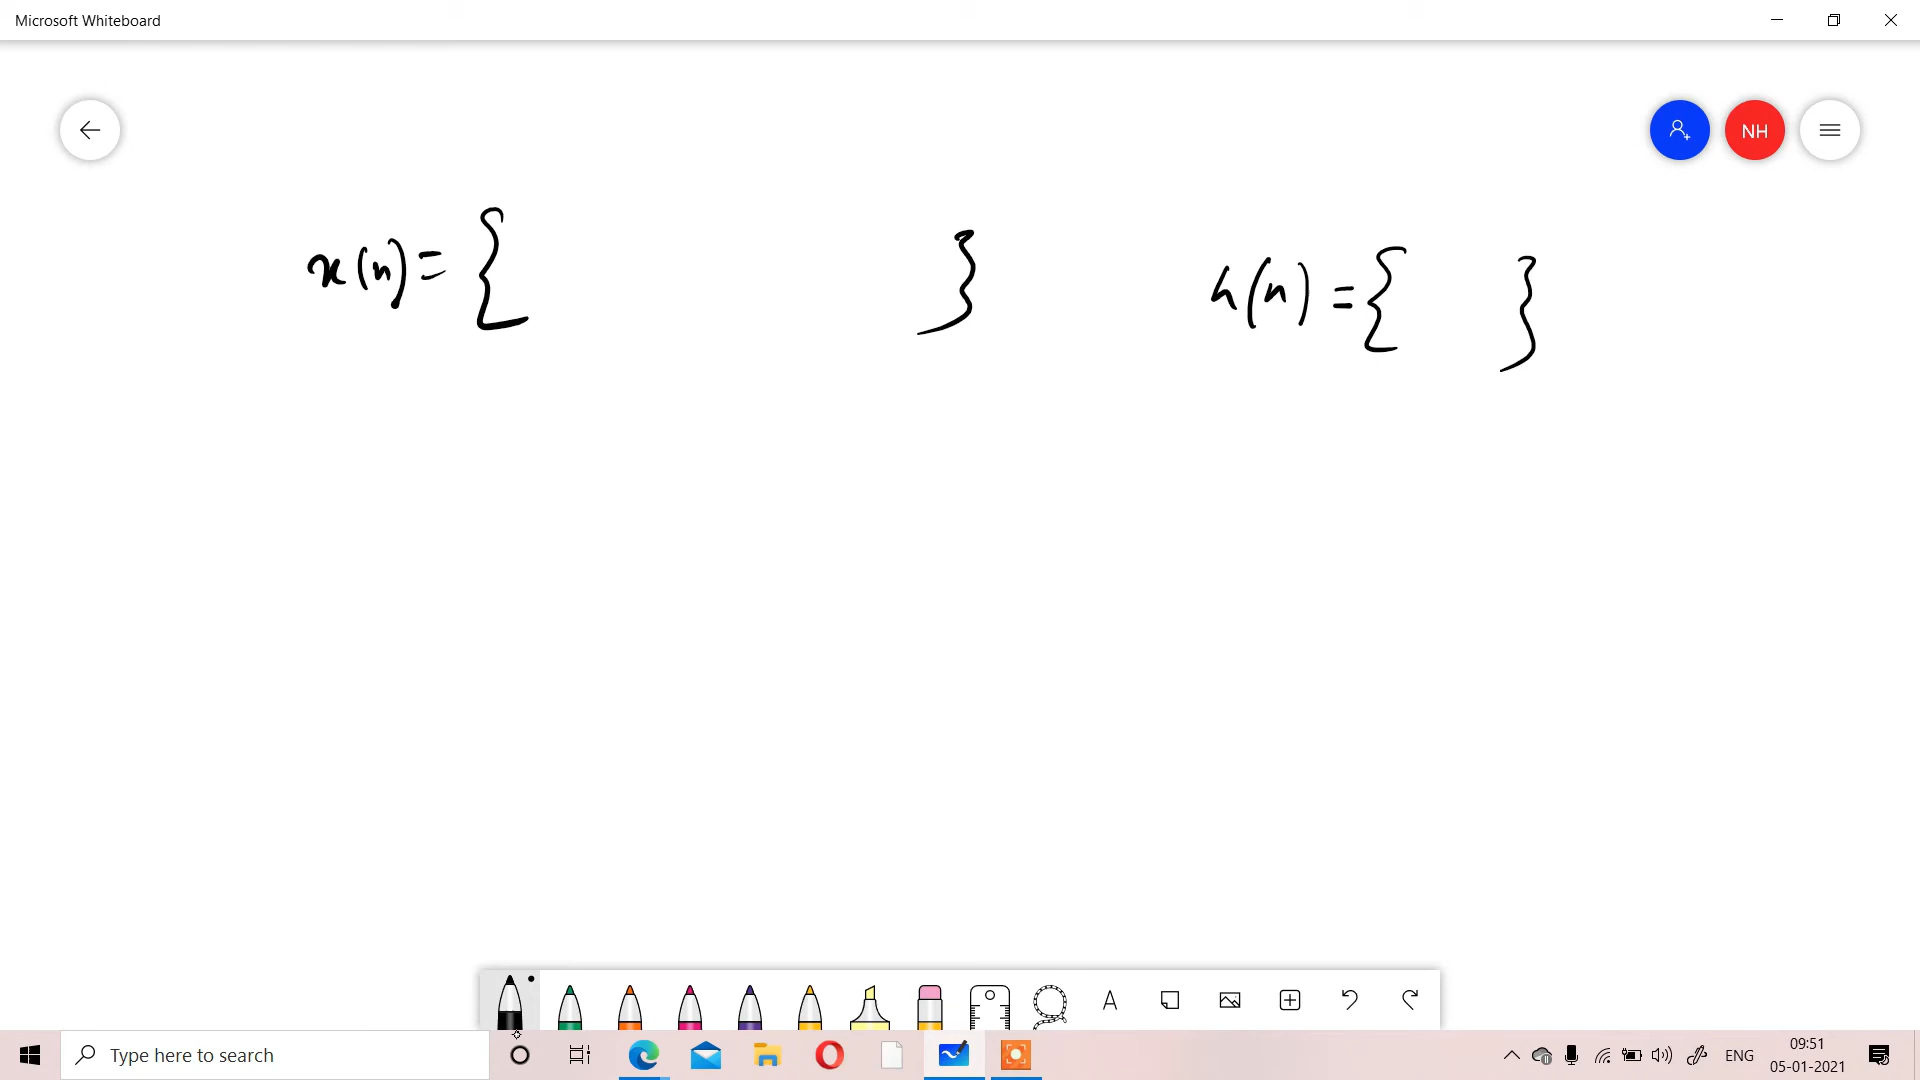 Microsoft Whiteboard
NH
x(n) = { }
h(n) = { }
A
Type here to search
ENG
09:51
05-01-2021